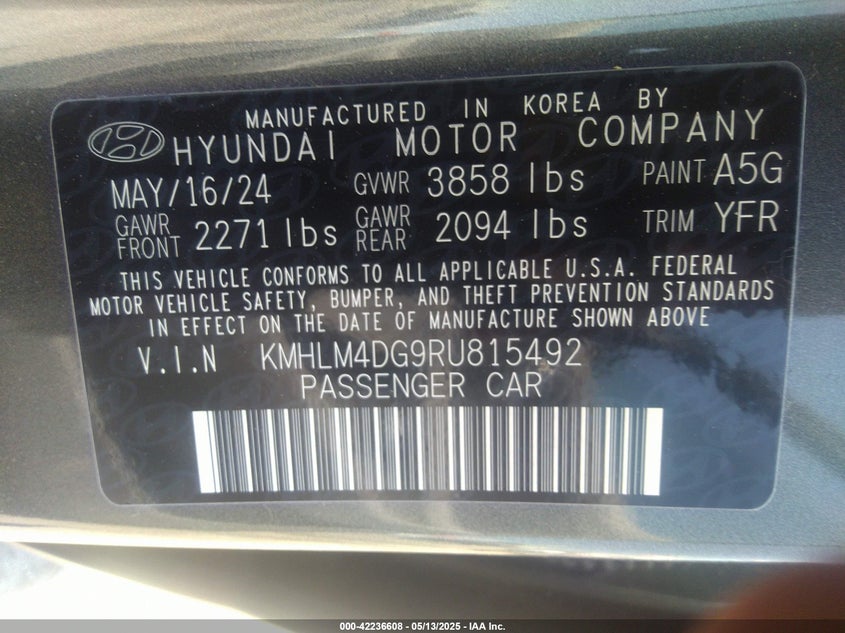 MANUFACTURED IN KOREA BY
HYUNDAI MOTOR COMPANY
MAY/16/24 GVWR 3858 lbs PAINT A5G
GAWR FRONT 2271 lbs GAWR REAR 2094 lbs TRIM YFR
THIS VEHICLE CONFORMS TO ALL APPLICABLE U.S.A. FEDERAL
MOTOR VEHICLE SAFETY, BUMPER, AND THEFT PREVENTION STANDARDS
IN EFFECT ON THE DATE OF MANUFACTURE SHOWN ABOVE
V.I.N KMHLM4DG9RU815492
PASSENGER CAR
000-42236608 - 05/13/2025 - IAA Inc.